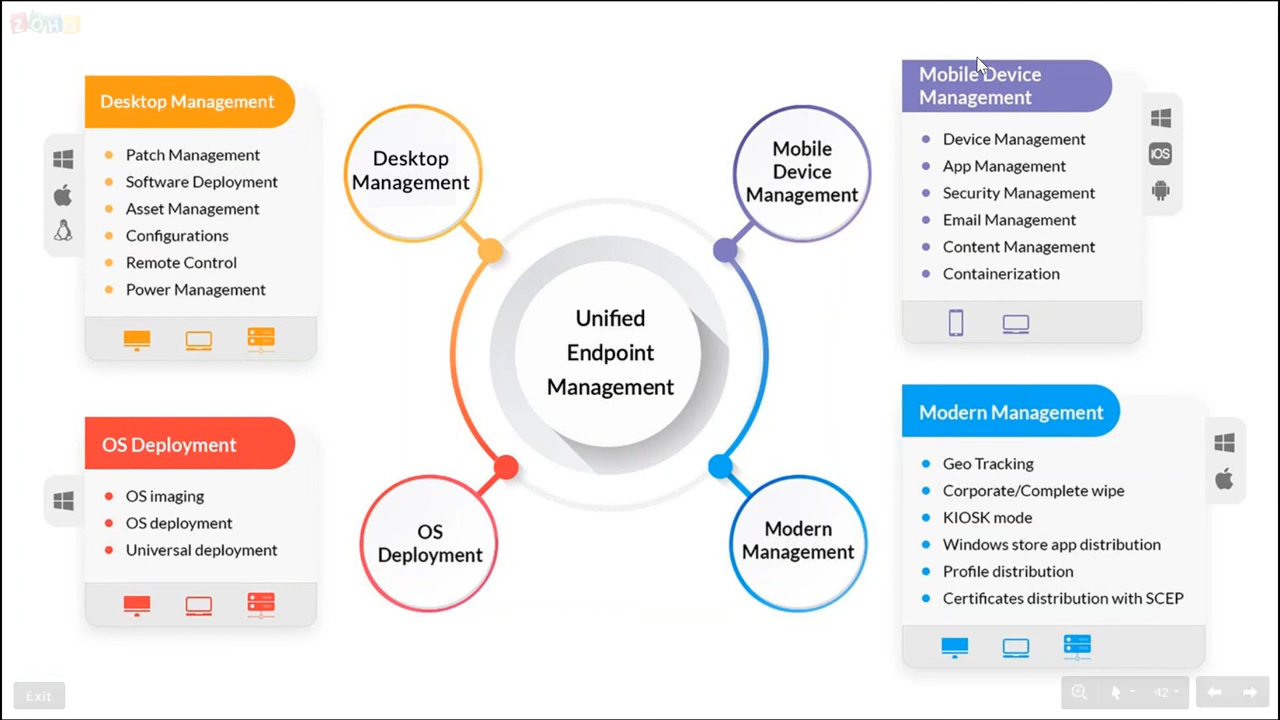 ZOHO
Desktop Management
Patch Management
Software Deployment
Asset Management
Configurations
Remote Control
Power Management
OS Deployment
OS imaging
OS deployment
Universal deployment
Desktop
Management
Mobile
Device
Management
Unified
Endpoint
Management
OS
Deployment
Modern
Management
Mobile Device
Management
iOS
Device Management
App Management
Security Management
Email Management
Content Management
Containerization
Modern Management
Geo Tracking
Corporate/Complete wipe
KIOSK mode
Windows store app distribution
Profile distribution
Certificates distribution with SCEP
Exit
42